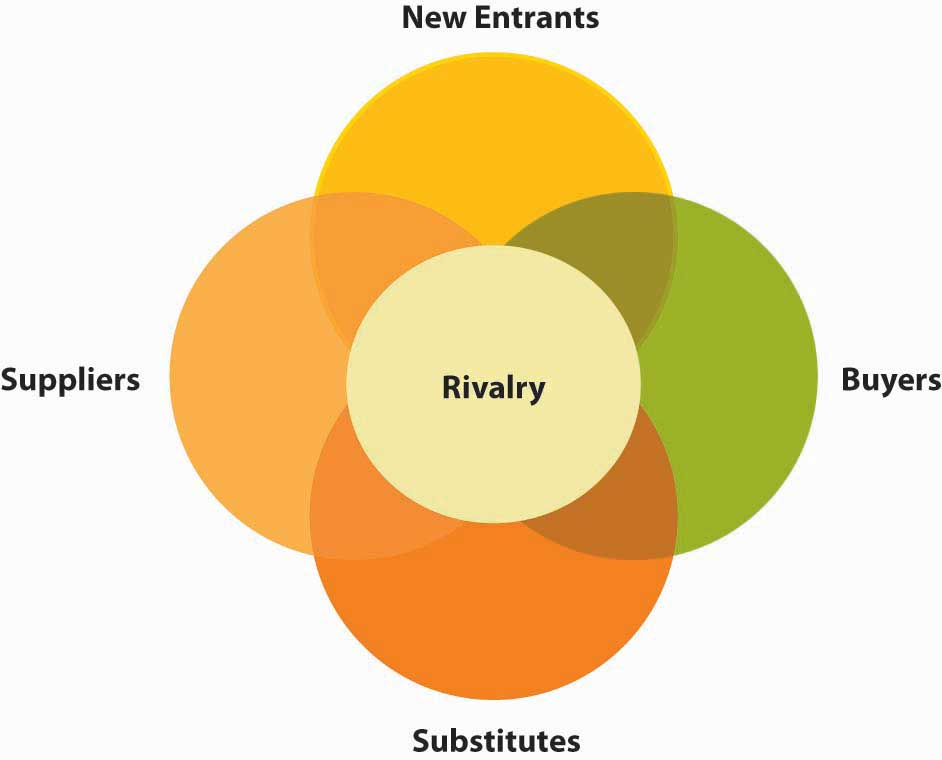 New Entrants
Suppliers
Rivalry
Buyers
Substitutes